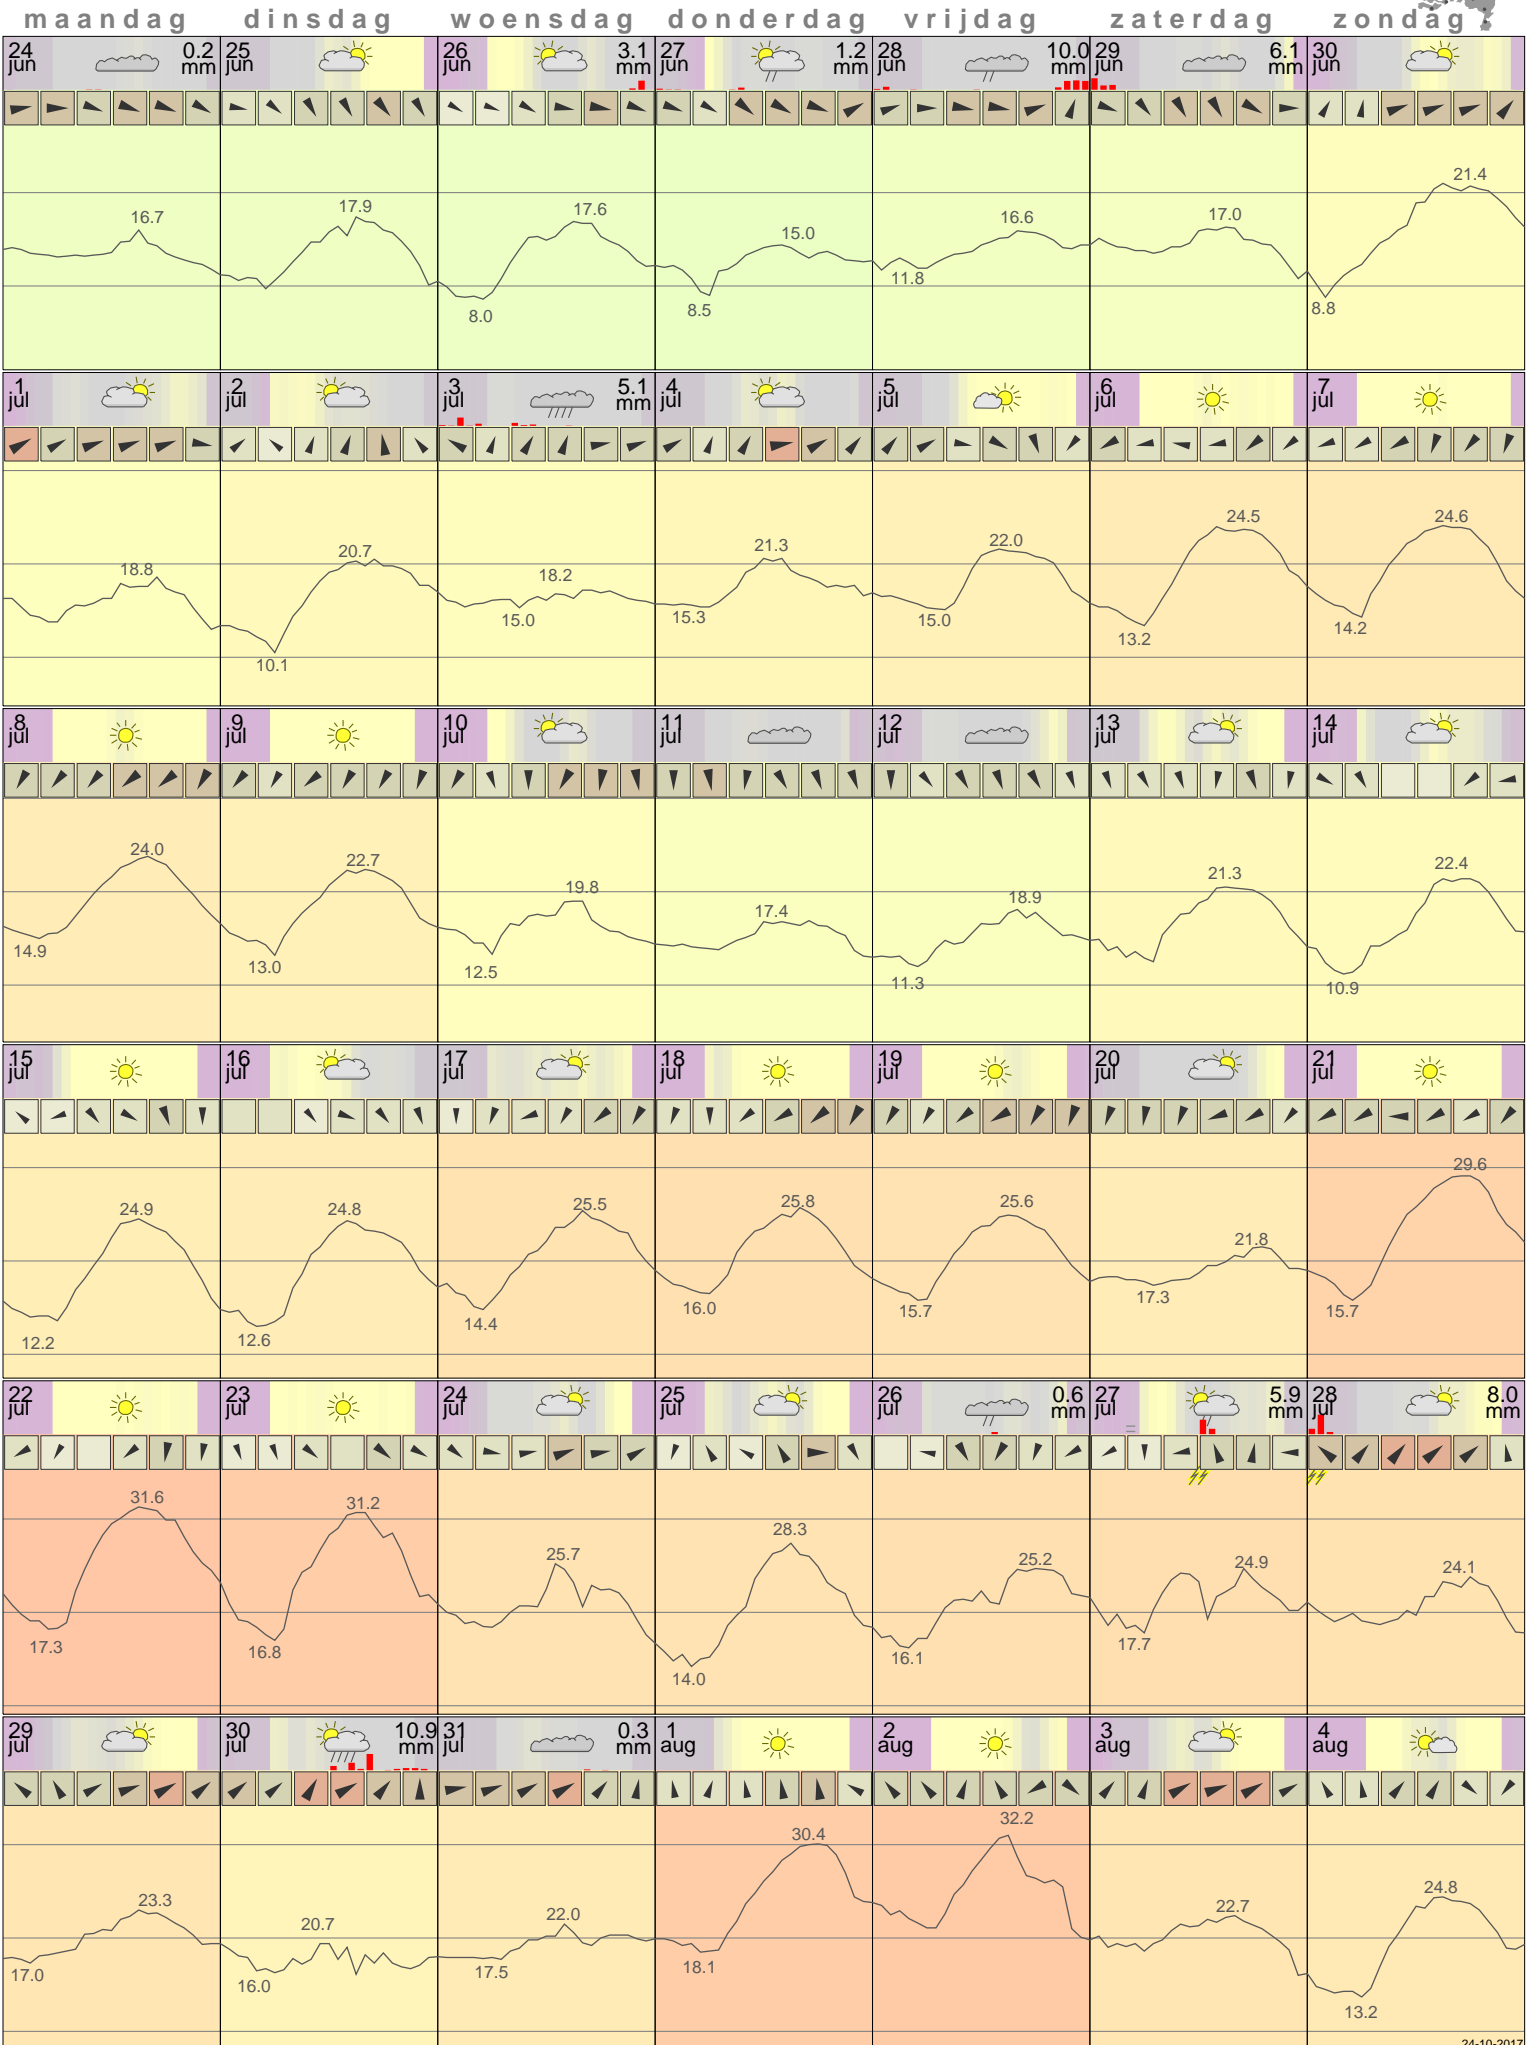 maandag dinsdag woensdag donderdag vrijdag zaterdag zondag
24 jun 0.2 mm 25 jun 26 jun 3.1 mm 27 jun 1.2 mm 28 jun 10.0 mm 29 jun 6.1 mm 30 jun
16.7 17.9 17.6 15.0 16.6 17.0 21.4
8.0 8.5 11.8 8.8
1 jul 2 jul 3 jul 5.1 mm 4 jul 5 jul 6 jul 7 jul
18.8 20.7 18.2 21.3 22.0 24.5 24.6
10.1 15.0 15.3 15.0 13.2 14.2
8 jul 9 jul 10 jul 11 jul 12 jul 13 jul 14 jul
24.0 22.7 19.8 17.4 18.9 21.3 22.4
14.9 13.0 12.5 11.3 10.9
15 jul 16 jul 17 jul 18 jul 19 jul 20 jul 21 jul
24.9 24.8 25.5 25.8 25.6 21.8 29.6
12.2 12.6 14.4 16.0 15.7 17.3 15.7
22 jul 23 jul 24 jul 25 jul 26 jul 0.6 mm 27 jul 5.9 mm 28 jul 8.0 mm
31.6 31.2 25.7 28.3 25.2 24.9 24.1
17.3 16.8 14.0 16.1 17.7
29 jul 30 jul 10.9 mm 31 jul 0.3 mm 1 aug 2 aug 3 aug 4 aug
23.3 20.7 22.0 30.4 32.2 22.7 24.8
17.0 16.0 17.5 18.1 13.2
24-10-2017